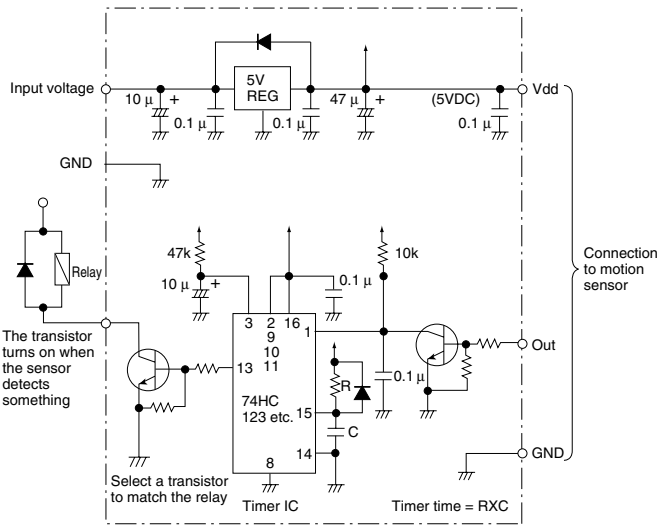 Input voltage
10 μ
+
0.1 μ
5V
REG
0.1 μ
47 μ
+
(5VDC)
0.1 μ
Vdd
GND
Relay
The transistor
turns on when
the sensor
detects
something
47k
10 μ
+
0.1 μ
10k
Connection
to motion
sensor
3
2
16
9
10
11
1
13
74HC
123 etc.
15
14
8
R
C
0.1 μ
Out
GND
Select a transistor
to match the relay
Timer IC
Timer time = RXC